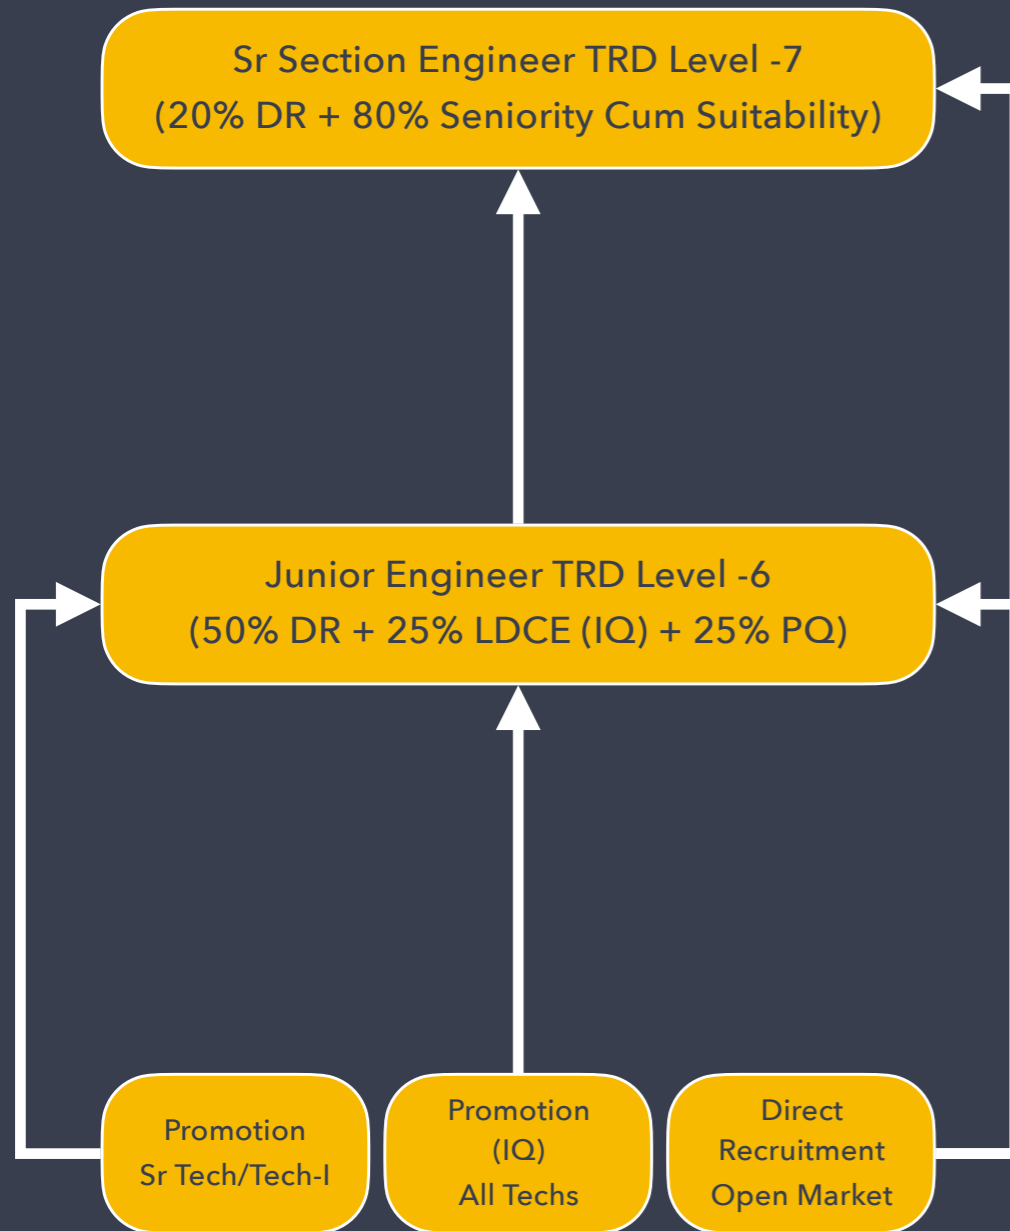 Sr Section Engineer TRD Level -7
(20% DR + 80% Seniority Cum Suitability)
Junior Engineer TRD Level -6
(50% DR + 25% LDCE (IQ) + 25% PQ)
Promotion
Sr Tech/Tech-I
Promotion
(IQ)
All Techs
Direct
Recruitment
Open Market